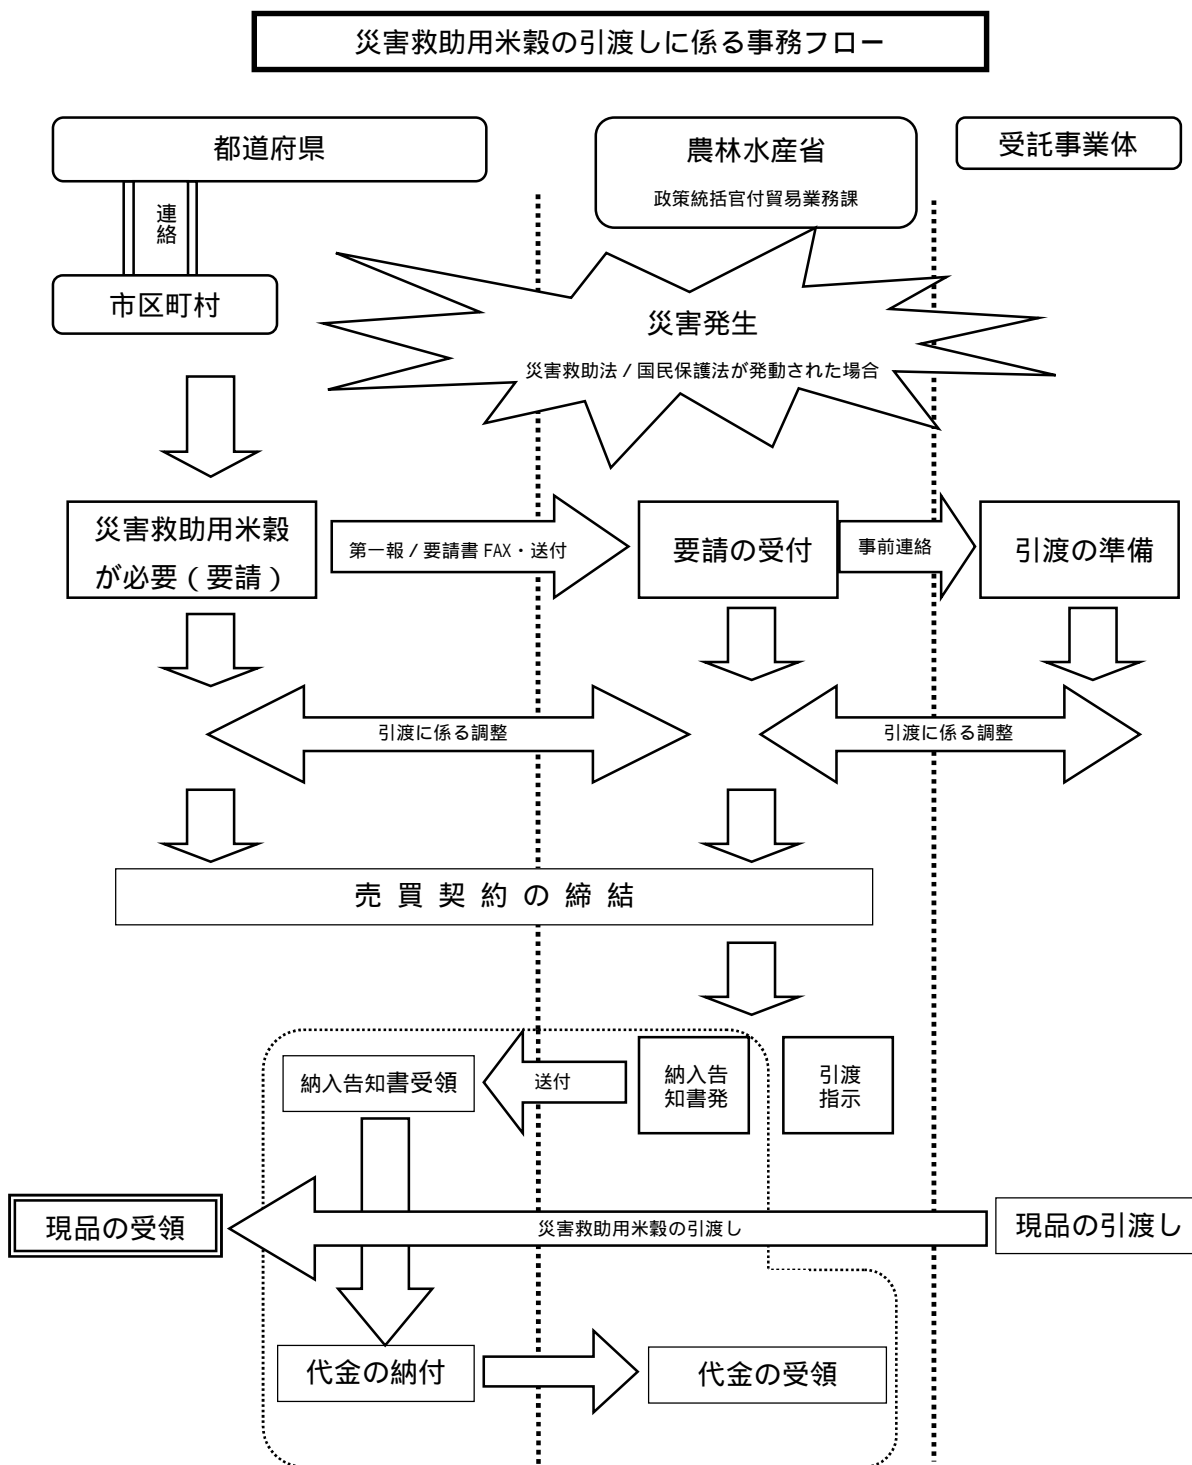 災害救助用米穀の引渡しに係る事務フロー
都道府県
農林水産省
政策統括官付貿易業務課
受託事業体
連絡
市区町村
災害発生
災害救助法 / 国民保護法が発動された場合
災害救助用米穀
が必要 ( 要請 )
第一報 / 要請書 FAX・送付
要請の受付
事前連絡
引渡の準備
引渡に係る調整
引渡に係る調整
売 買 契 約 の 締 結
納入告知書受領
送付
納入告
知書発
引渡
指示
現品の受領
災害救助用米穀の引渡し
現品の引渡し
代金の納付
代金の受領